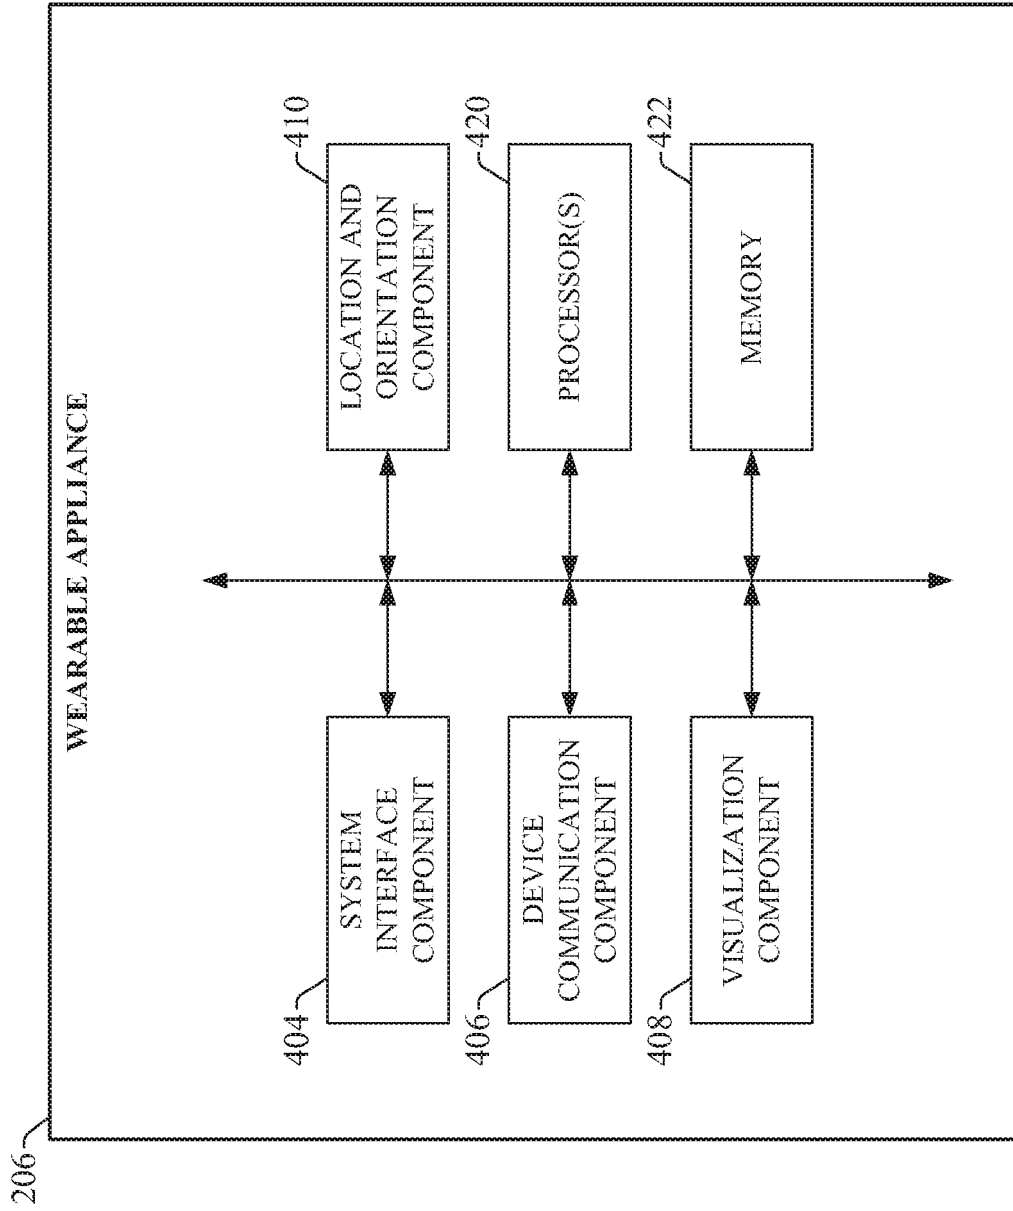 206
WEARABLE APPLIANCE
404
SYSTEM
INTERFACE
COMPONENT
410
LOCATION AND
ORIENTATION
COMPONENT
406
DEVICE
COMMUNICATION
COMPONENT
420
PROCESSOR(S)
408
VISUALIZATION
COMPONENT
422
MEMORY